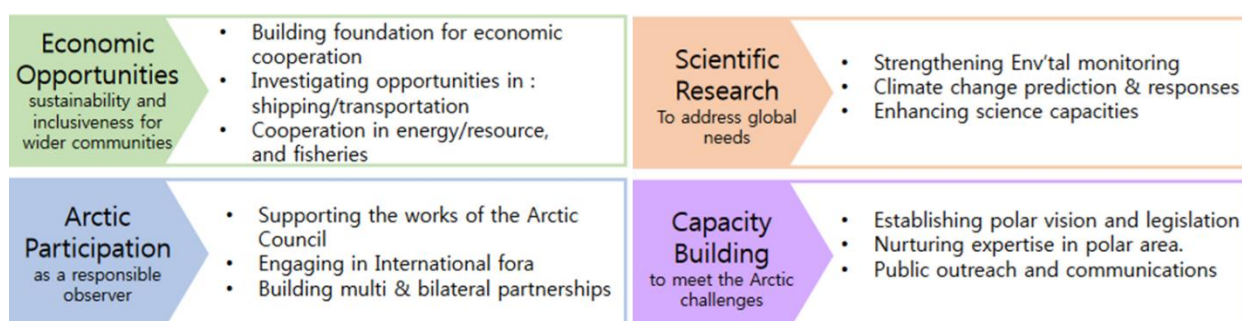 Economic
Opportunities
sustainability and
inclusiveness for
wider communities
• Building foundation for economic
cooperation
• Investigating opportunities in :
shipping/transportation
• Cooperation in energy/resource,
and fisheries
Scientific
Research
To address global
needs
• Strengthening Env'tal monitoring
• Climate change prediction & responses
• Enhancing science capacities
Arctic
Participation
as a responsible
observer
• Supporting the works of the Arctic
Council
• Engaging in International fora
• Building multi & bilateral partnerships
Capacity
Building
to meet the Arctic
challenges
• Establishing polar vision and legislation
• Nurturing expertise in polar area.
• Public outreach and communications